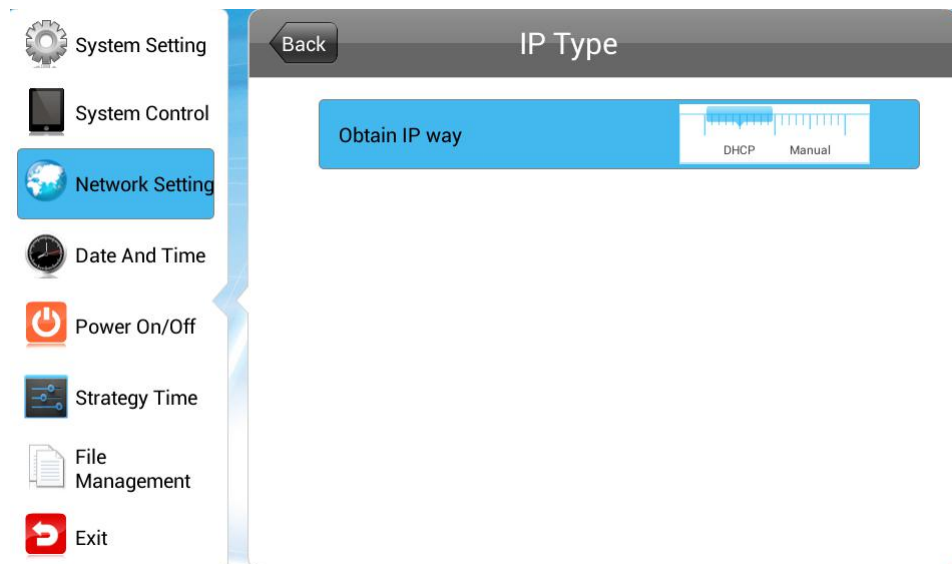 System Setting
System Control
Network Setting
Date And Time
Power On/Off
Strategy Time
File
Management
Exit
Back
IP Type
Obtain IP way
DHCP
Manual